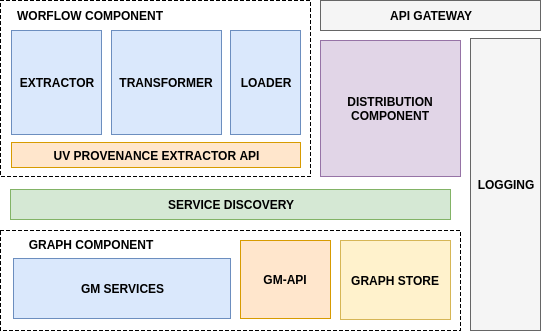 WORFLOW COMPONENT
API GATEWAY
EXTRACTOR
TRANSFORMER
LOADER
DISTRIBUTION
COMPONENT
UV PROVENANCE EXTRACTOR API
LOGGING
SERVICE DISCOVERY
GRAPH COMPONENT
GM SERVICES
GM-API
GRAPH STORE